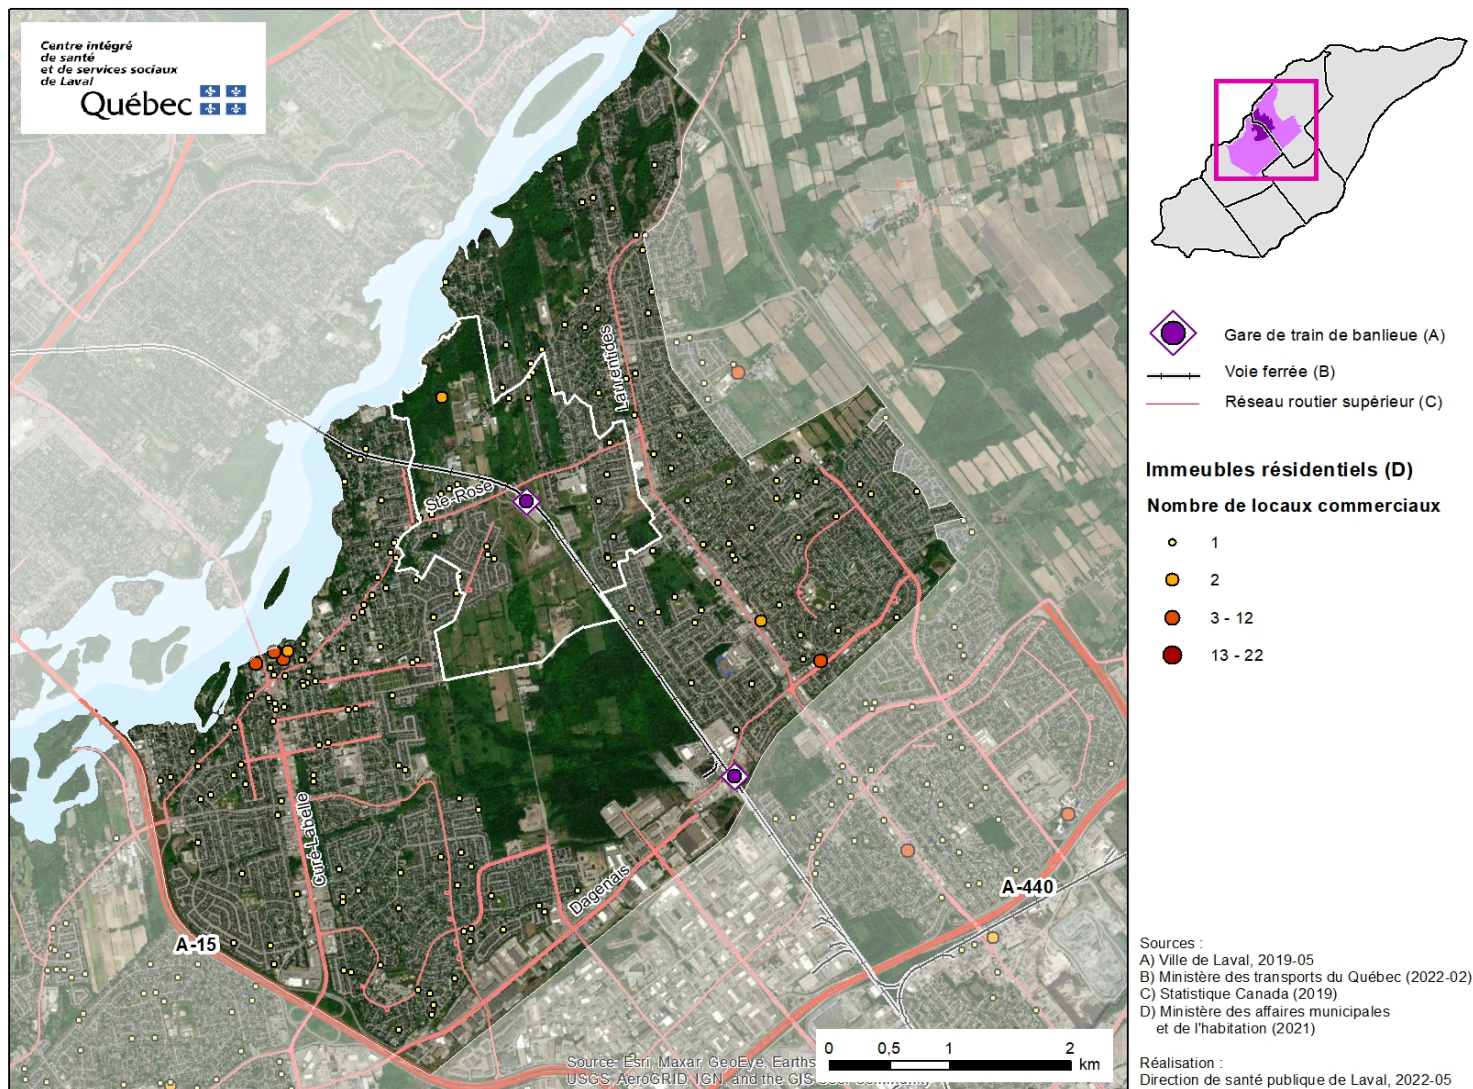 Centre intégré
de santé
et de services sociaux
de Laval
Québec
Laurentides
Ste-Rose
Curé-Labelle
Dagenais
A-15
A-440
Source: Esri, Maxar, GeoEye, Earths
USGS, AeroGRID, IGN, and the GIS User Community
0 0,5 1 2
km
Gare de train de banlieue (A)
Voie ferrée (B)
Réseau routier supérieur (C)
Immeubles résidentiels (D)
Nombre de locaux commerciaux
1
2
3 - 12
13 - 22
Sources :
A) Ville de Laval, 2019-05
B) Ministère des transports du Québec (2022-02)
C) Statistique Canada (2019)
D) Ministère des affaires municipales
et de l'habitation (2021)
Réalisation :
Direction de santé publique de Laval, 2022-05